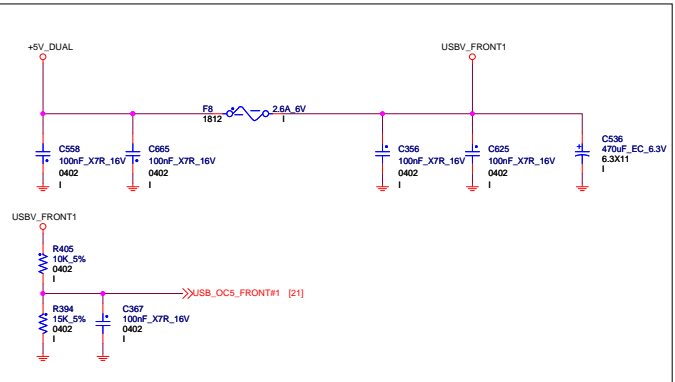 +5V_DUAL
USBV_FRONT1
F8
2.6A_6V
1812
I
C558
100nF_X7R_16V
0402
I
C665
100nF_X7R_16V
0402
I
C356
100nF_X7R_16V
0402
I
C625
100nF_X7R_16V
0402
I
C536
470uF_EC_6.3V
6.3X11
I
USBV_FRONT1
R405
10K_5%
0402
I
USB_OC5_FRONT#1 [21]
R394
15K_5%
0402
I
C367
100nF_X7R_16V
0402
I